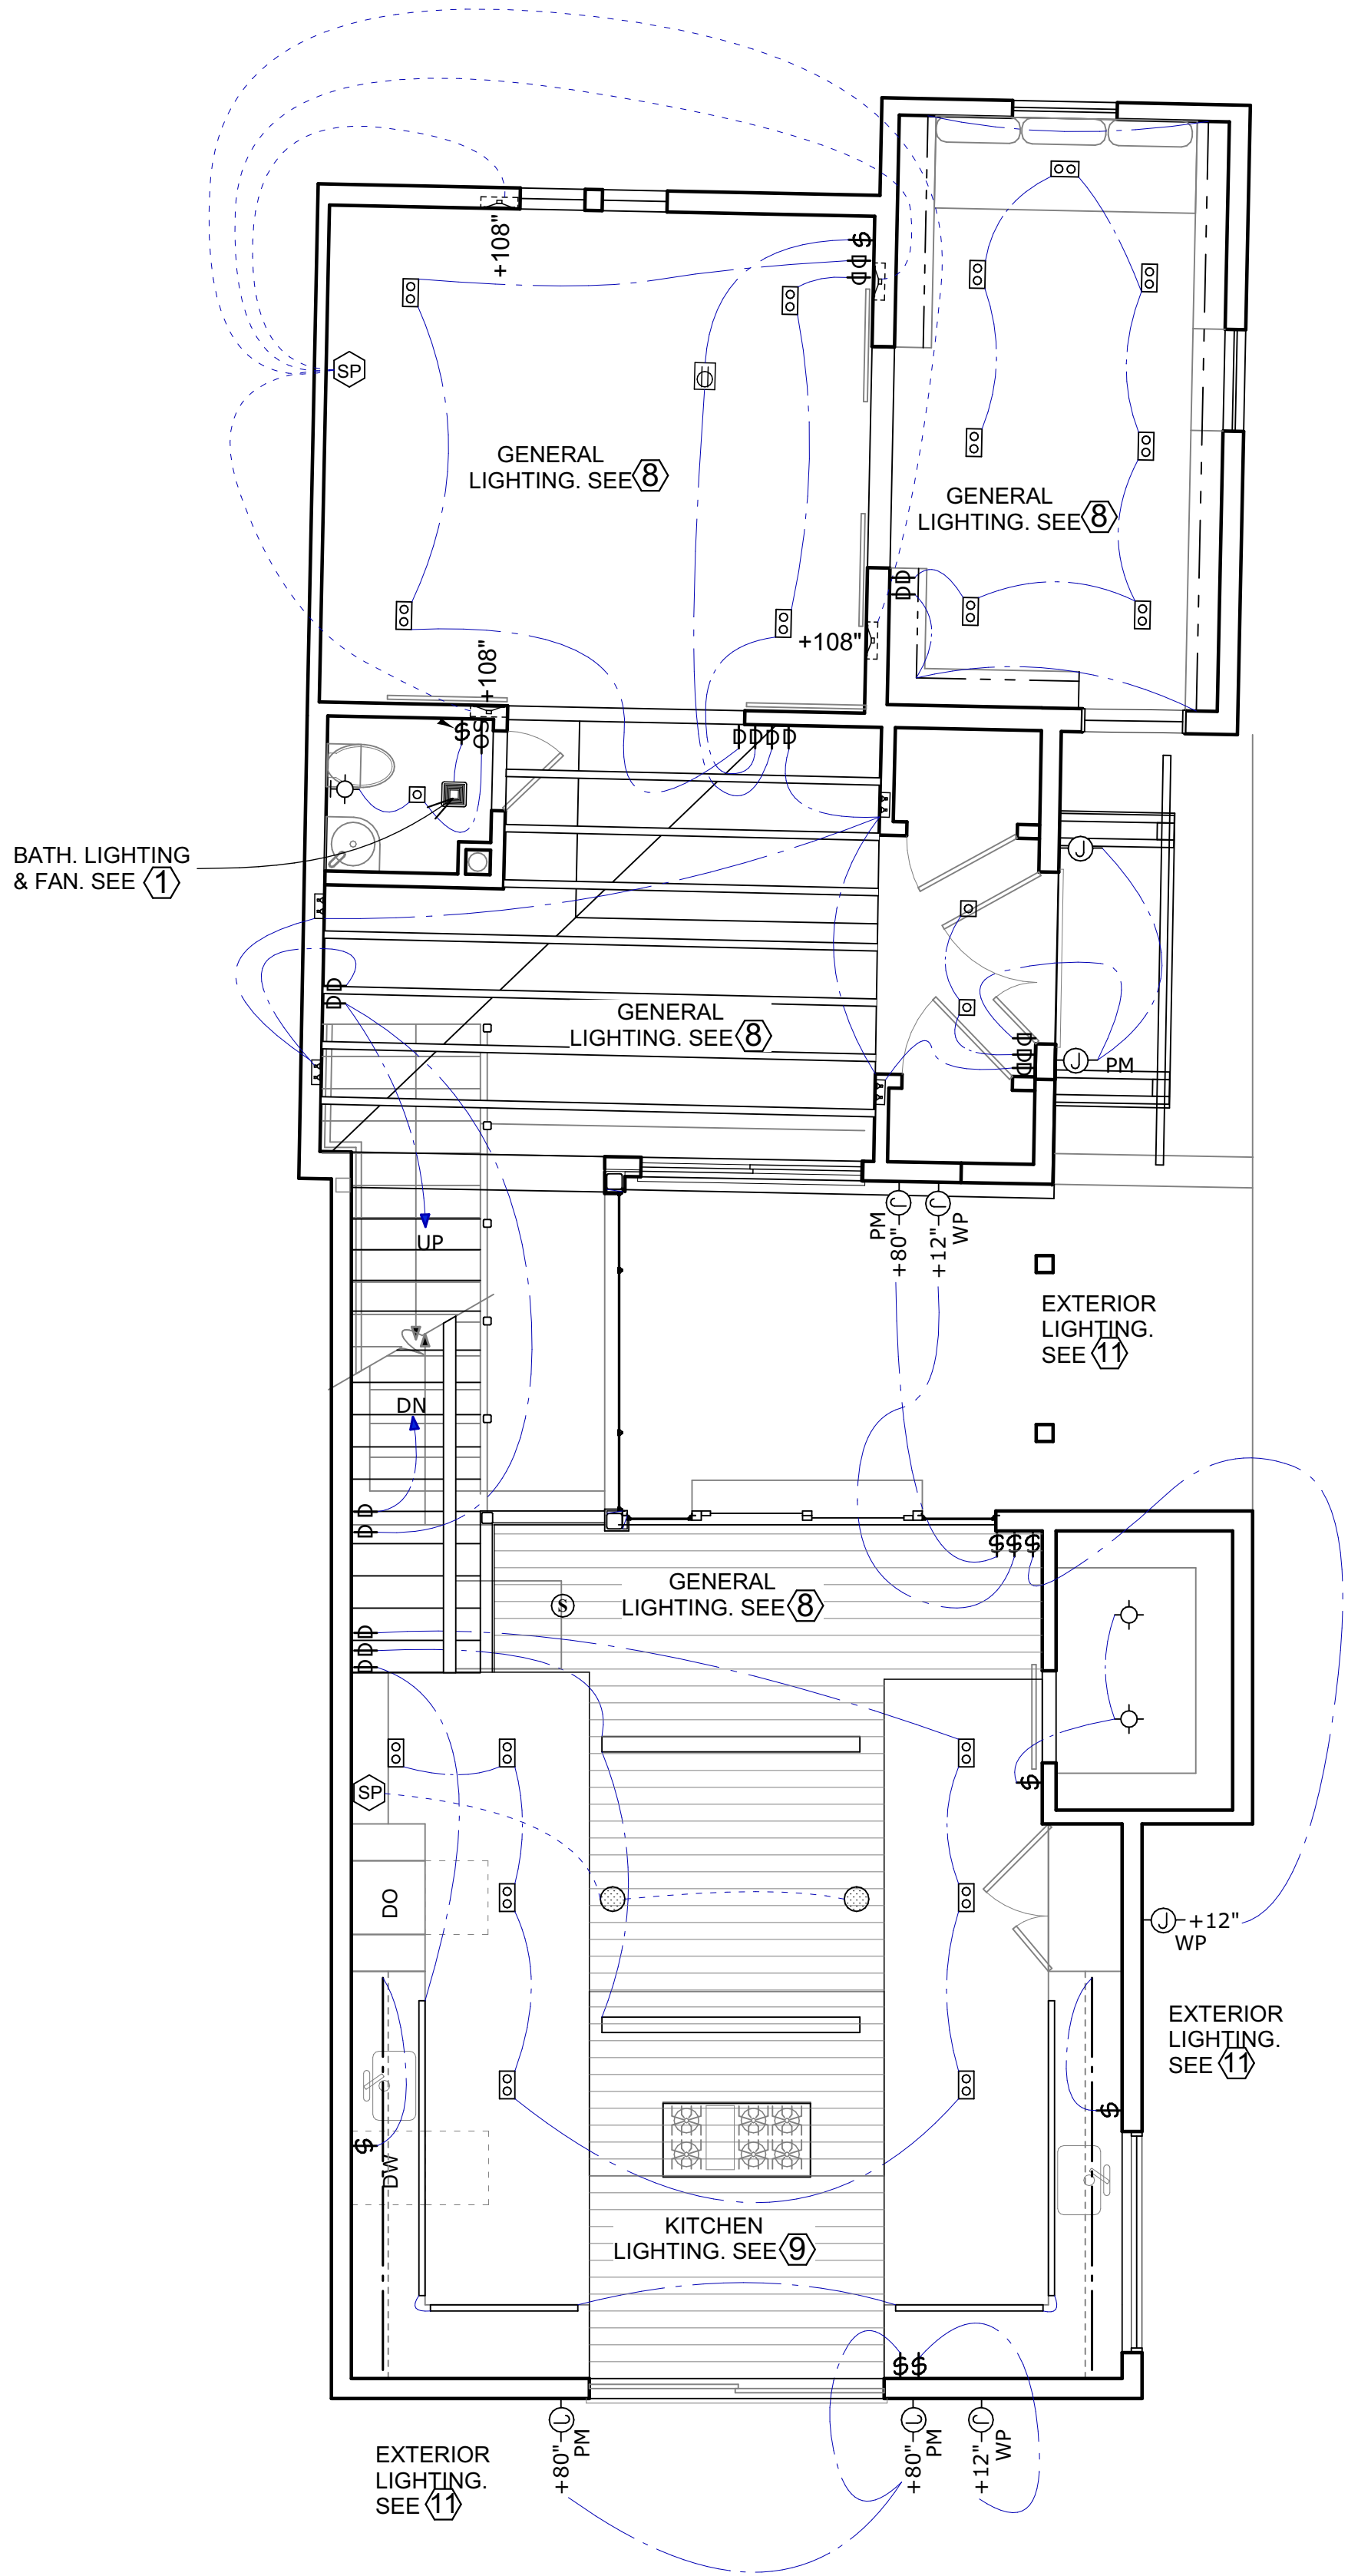 +108"
SP
GENERAL
LIGHTING. SEE 8
GENERAL
LIGHTING. SEE 8
D
D
$
D
D
+108"
+108"
$
OS
D D D D
BATH. LIGHTING
& FAN. SEE 1
J
D
D
GENERAL
LIGHTING. SEE 8
D
D
D
J
PM
J
+80"
PM
J
+12"
WP
UP
EXTERIOR
LIGHTING.
SEE 11
DN
D
D
$ $ $
GENERAL
LIGHTING. SEE 8
S
D
D
D
$
SP
DO
J +12"
WP
EXTERIOR
LIGHTING.
SEE 11
$
$
DW
KITCHEN
LIGHTING. SEE 9
$$
J
+80"
PM
J
+80"
PM
J
+12"
WP
EXTERIOR
LIGHTING.
SEE 11